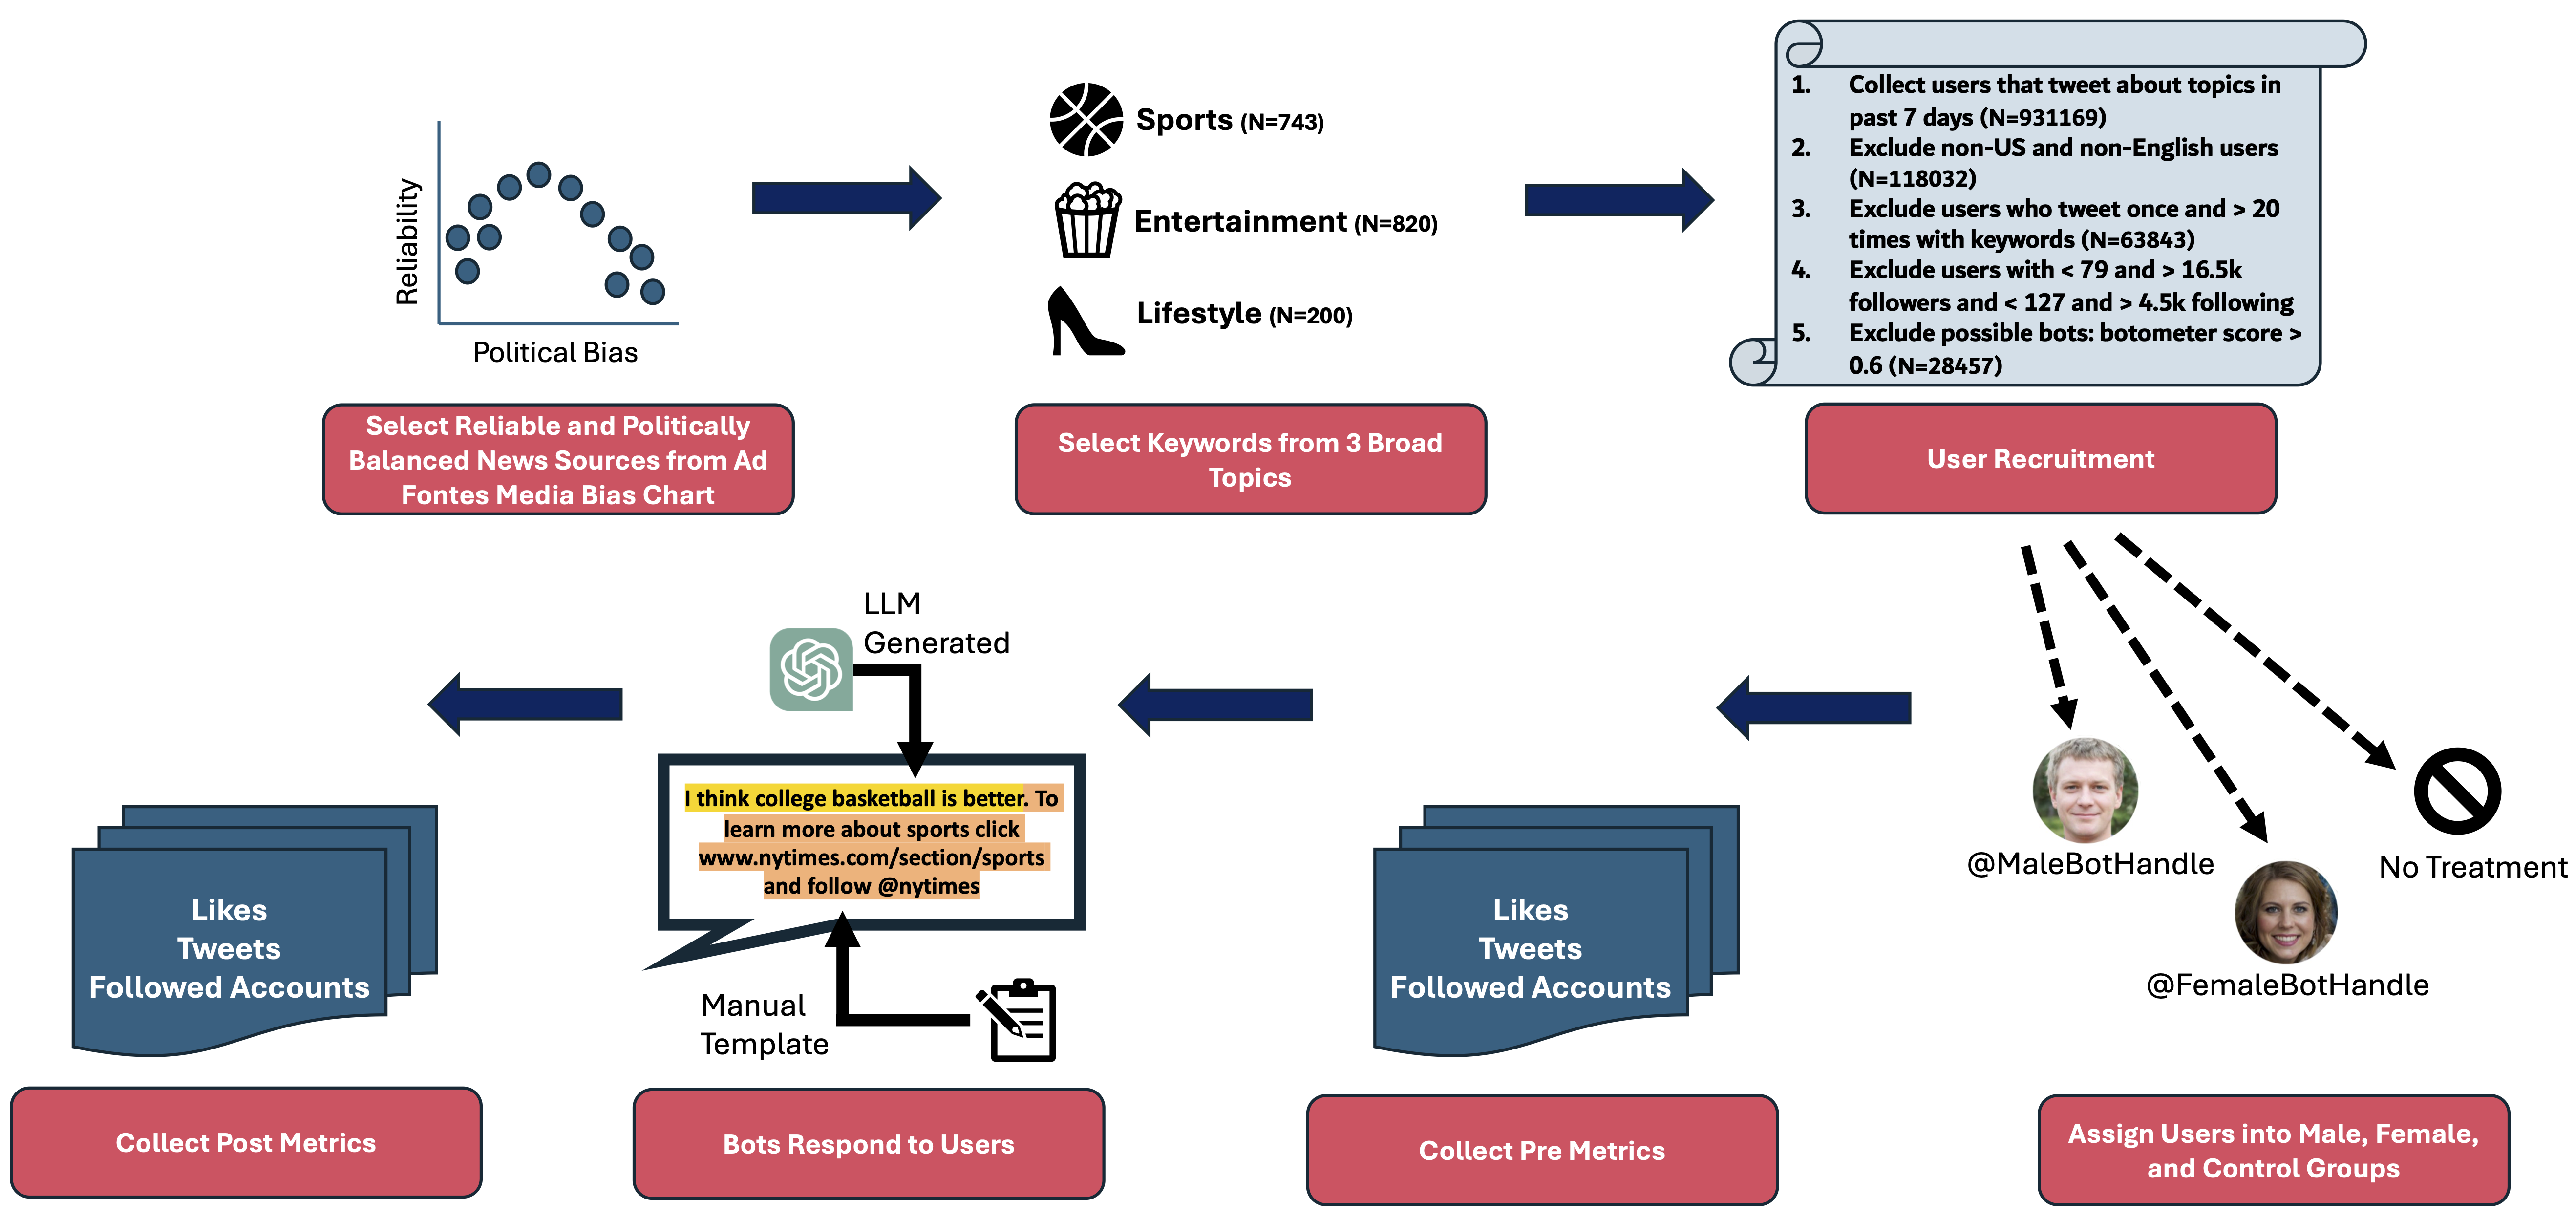 Reliability
Political Bias
Select Reliable and Politically
Balanced News Sources from Ad
Fontes Media Bias Chart
Sports (N=743)
Entertainment (N=820)
Lifestyle (N=200)
Select Keywords from 3 Broad
Topics
1. Collect users that tweet about topics in
past 7 days (N=931169)
2. Exclude non-US and non-English users
(N=118032)
3. Exclude users who tweet once and > 20
times with keywords (N=63843)
4. Exclude users with < 79 and > 16.5k
followers and < 127 and > 4.5k following
5. Exclude possible bots: botometer score >
0.6 (N=28457)
User Recruitment
@MaleBotHandle
@FemaleBotHandle
No Treatment
Assign Users into Male, Female,
and Control Groups
Likes
Tweets
Followed Accounts
Collect Pre Metrics
LLM
Generated
I think college basketball is better. To
learn more about sports click
www.nytimes.com/section/sports
and follow @nytimes
Manual
Template
Bots Respond to Users
Likes
Tweets
Followed Accounts
Collect Post Metrics